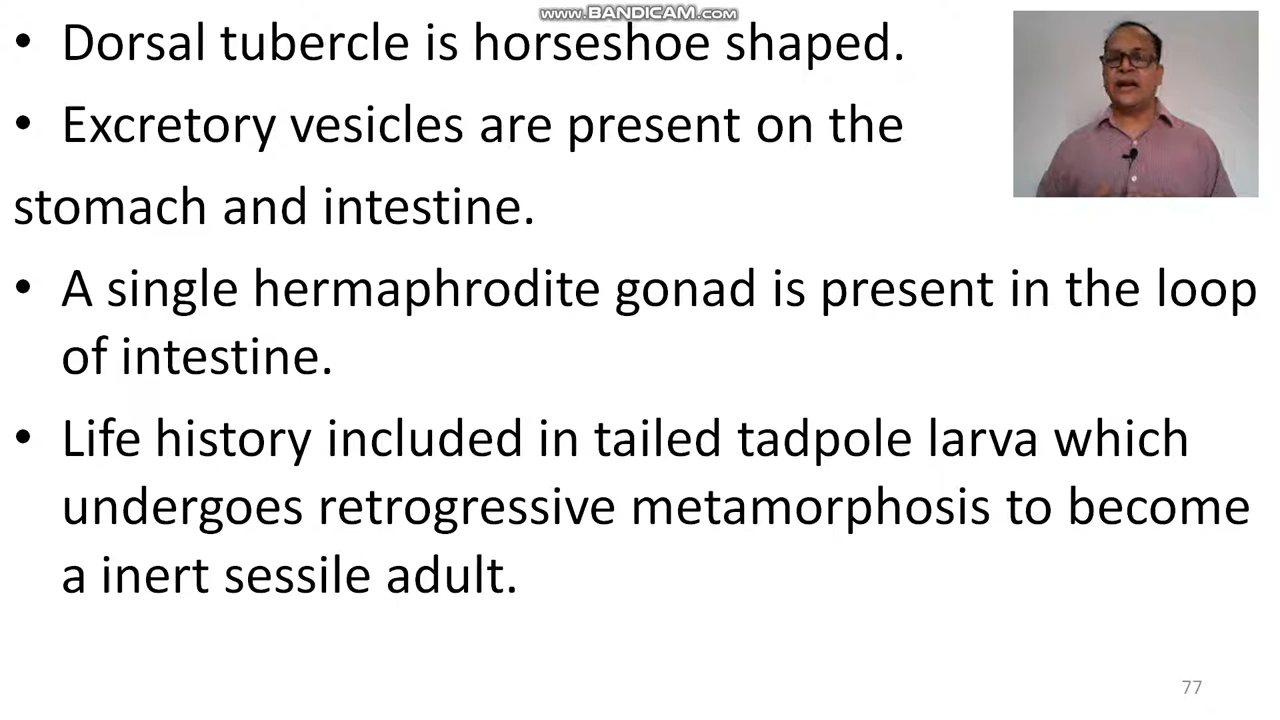 www.BANDICAM.com
• Dorsal tubercle is horseshoe shaped.
• Excretory vesicles are present on the
stomach and intestine.
• A single hermaphrodite gonad is present in the loop
of intestine.
• Life history included in tailed tadpole larva which
undergoes retrogressive metamorphosis to become
a inert sessile adult.
77